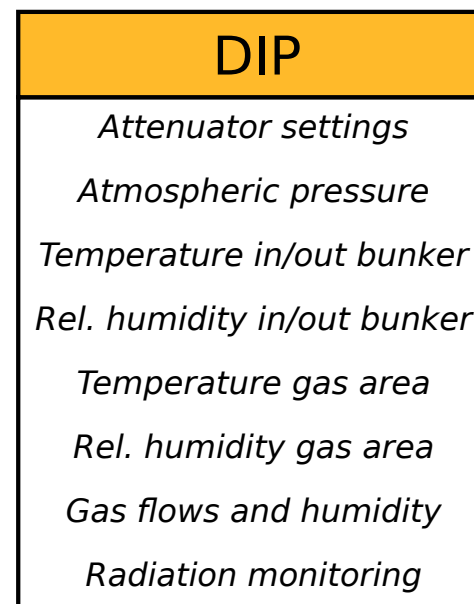 DIP
Attenuator settings
Atmospheric pressure
Temperature in/out bunker
Rel. humidity in/out bunker
Temperature gas area
Rel. humidity gas area
Gas flows and humidity
Radiation monitoring